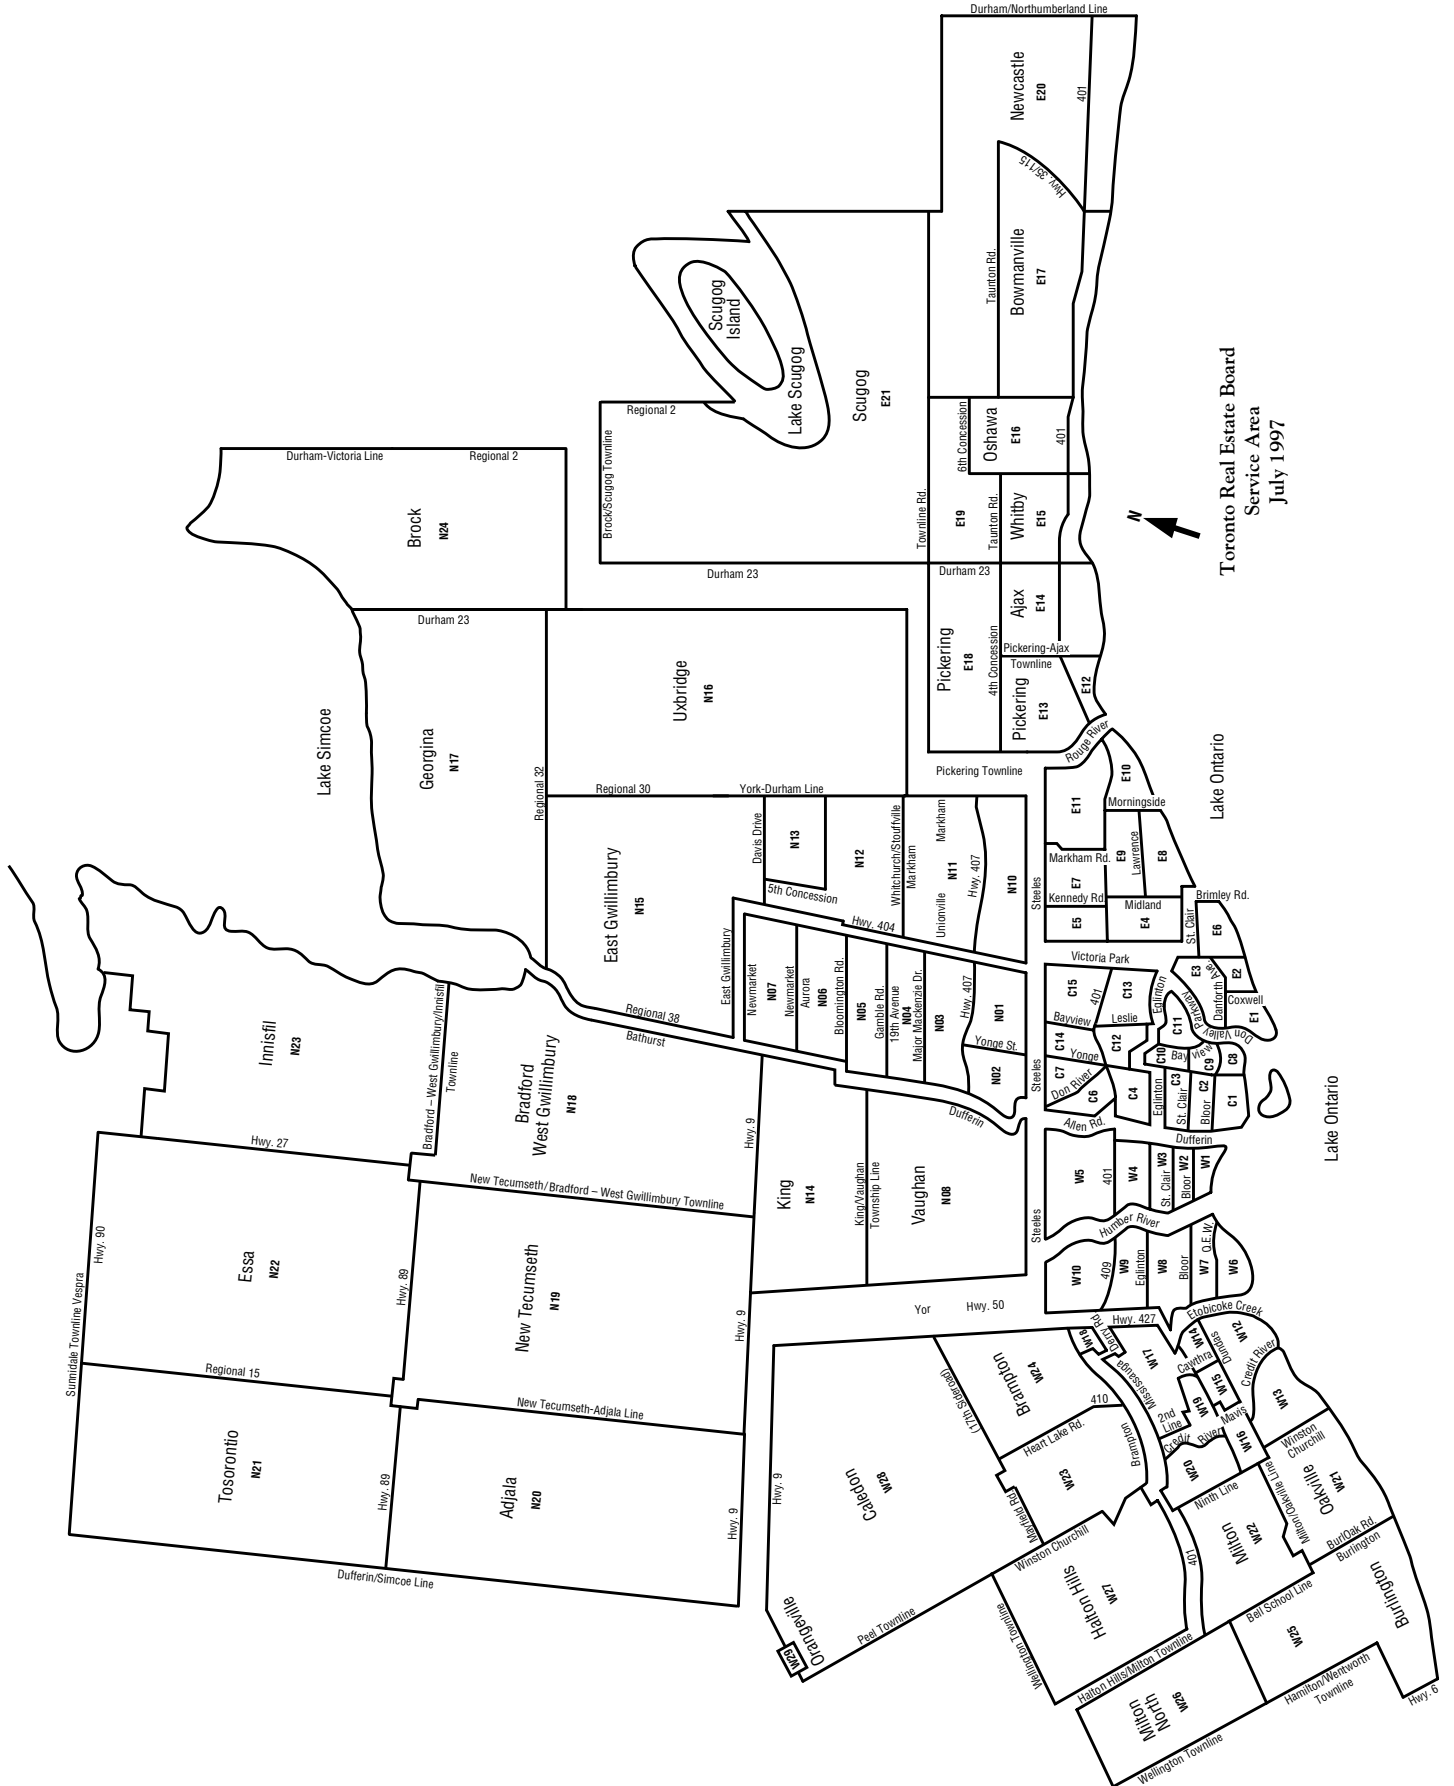 Durham/Northumberland Line
Newcastle
E20
401
Hwy. 35/115
Taunton Rd.
Bowmanville
E17
Scugog
Island
Lake Scugog
Scugog
E21
Regional 2
Brock/Scugog Townline
Townline Rd.
6th Concession
Oshawa
E16
401
E19
Taunton Rd.
Whitby
E15
Durham 23
Durham 23
Ajax
E14
Pickering-Ajax
Townline
Pickering
E18
4th Concession
Pickering
E13
E12
Rouge River
Pickering Townline
N
Toronto Real Estate Board
Service Area
July 1997
Durham-Victoria Line
Regional 2
Brock
N24
Durham 23
Lake Simcoe
Georgina
N17
Uxbridge
N16
Regional 32
Regional 30
York-Durham Line
East Gwillimbury
N15
Davis Drive
N13
5th Concession
N12
Whitchurch/Stouffville
Markham
Markham
Unionville
N11
Hwy. 407
N10
Hwy. 404
East Gwillimbury
Newmarket
N07
Newmarket
Aurora
N06
Bloomington Rd.
N05
Gamble Rd.
19th Avenue
N04
Major Mackenzie Dr.
N03
Hwy. 407
N01
Yonge St.
N02
Regional 38
Bathurst
Dufferin
Innisfil
N23
Bradford – West Gwillimbury/Innisfil
Townline
Bradford
West Gwillimbury
N18
Hwy. 27
Hwy. 9
New Tecumseth/Bradford – West Gwillimbury Townline
King
N14
King/Vaughan
Township Line
Vaughan
N08
Hwy. 90
Sunnidale Townline Vespra
Essa
N22
Hwy. 89
New Tecumseth
N19
Hwy. 9
Regional 15
New Tecumseth-Adjala Line
Tosorontio
N21
Hwy. 89
Adjala
N20
Hwy. 9
Dufferin/Simcoe Line
Yor
Hwy. 50
Steeles
Steeles
Steeles
E11
E10
Morningside
Markham Rd.
E9
Lawrence
E8
E7
Kennedy Rd.
Midland
E5
E4
St. Clair
Brimley Rd.
E6
Lake Ontario
Victoria Park
C15
401
C13
Eglinton
E3
Danforth Ave.
E2
Coxwell
E1
Don Valley Parkway
C11
Bayview
Leslie
C14
Yonge
C12
C10
Bayview
C9
C8
C7
Don River
C6
C4
Eglinton
C3
St. Clair
C2
Bloor
C1
Allen Rd.
Dufferin
Lake Ontario
W5
401
W4
W3
St. Clair
W2
Bloor
W1
Humber River
W10
409
W9
Eglinton
W8
Bloor
W7
Q.E.W.
W6
Hwy. 427
Etobicoke Creek
Derry Rd
W18
W17
Mississauga
W14
Cawthra
Dundas
W12
Credit River
W15
W19
2nd
Line
Mavis
W13
Credit River
W16
W20
Winston
Churchill
Brampton
W24
(17th Sideroad)
410
Heart Lake Rd.
Brampton
W23
Mayfield Rd.
Hwy. 9
Caledon
W28
Winston Churchill
Orangeville
W29
Peel Townline
Wellington Townline
Halton Hills
W27
401
Halton Hills/Milton Townline
Ninth Line
Milton
W22
Milton/Oakville Line
Oakville
W21
BurlOak Rd.
Burlington
Bell School Line
W25
Burlington
Hamilton/Wentworth
Townline
Hwy. 6
Milton
North
W26
Wellington Townline